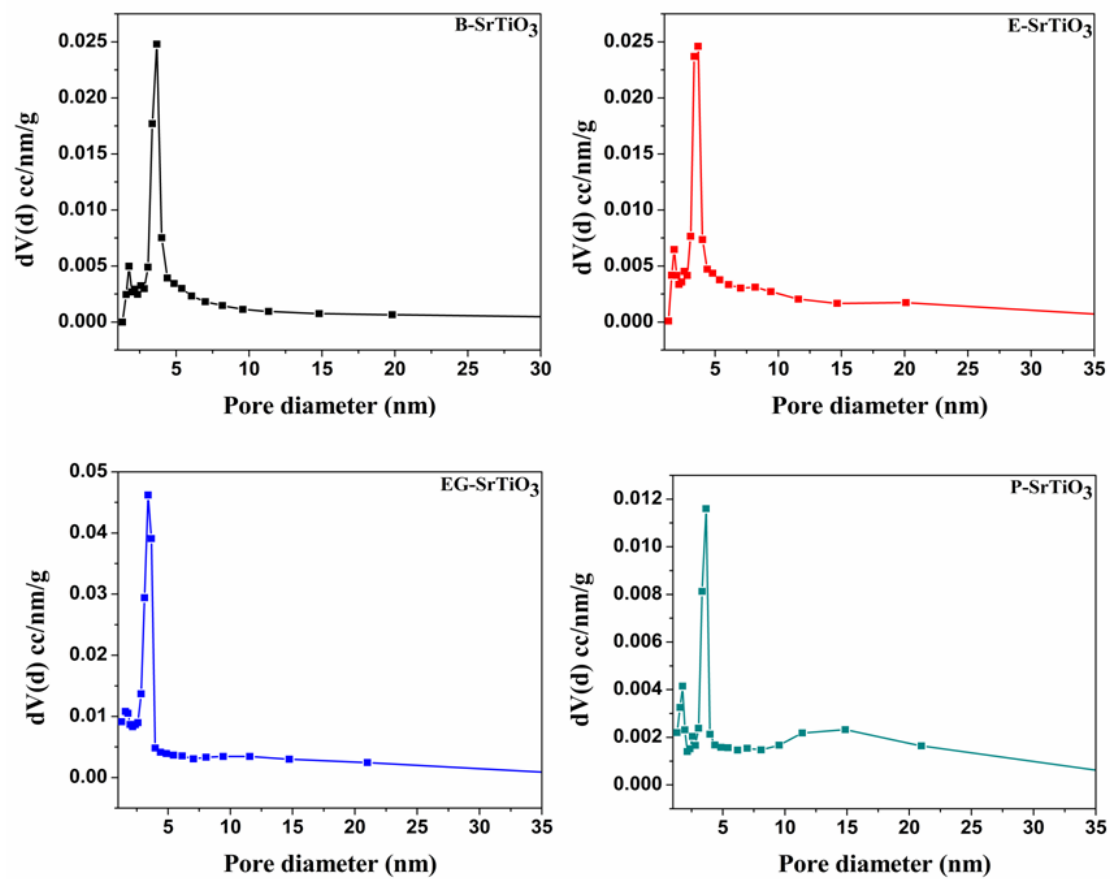 B-SrTiO3
0.025
0.020
0.015
0.010
0.005
0.000
dV(d) cc/nm/g
5 10 15 20 25 30
Pore diameter (nm)
E-SrTiO3
0.025
0.020
0.015
0.010
0.005
0.000
dV(d) cc/nm/g
5 10 15 20 25 30 35
Pore diameter (nm)
EG-SrTiO3
0.05
0.04
0.03
0.02
0.01
0.00
dV(d) cc/nm/g
5 10 15 20 25 30 35
Pore diameter (nm)
P-SrTiO3
0.012
0.010
0.008
0.006
0.004
0.002
0.000
dV(d) cc/nm/g
5 10 15 20 25 30 35
Pore diameter (nm)